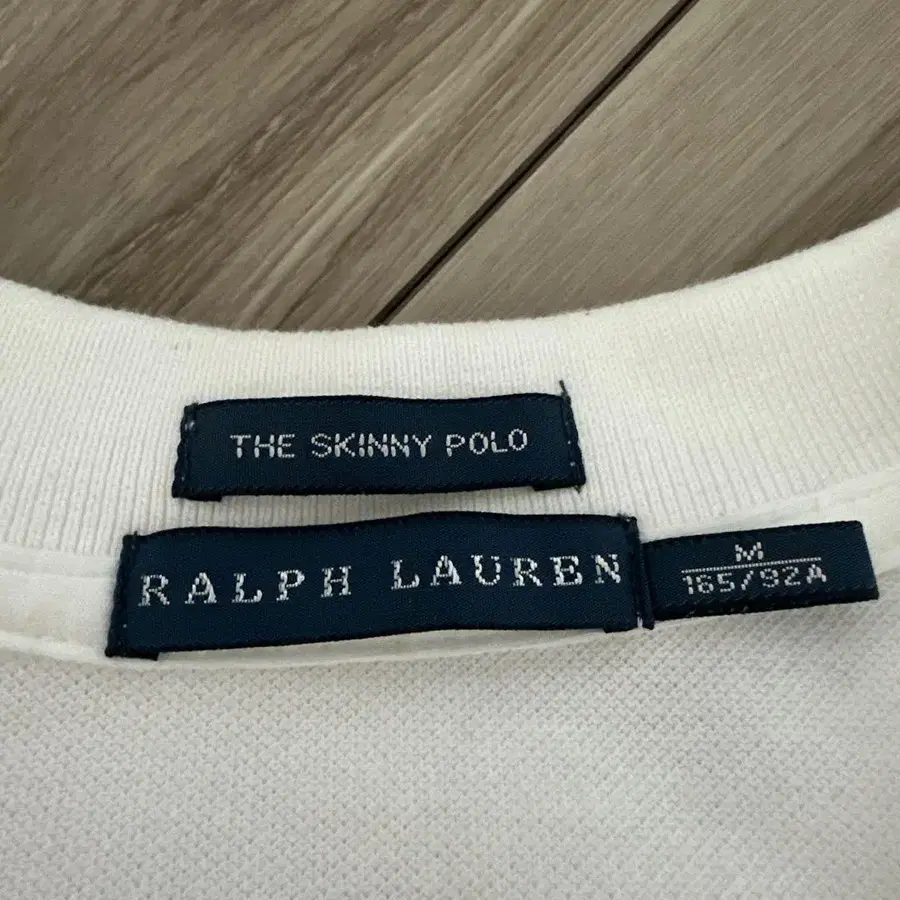 THE SKINNY POLO
RALPH LAUREN
M
165/92A